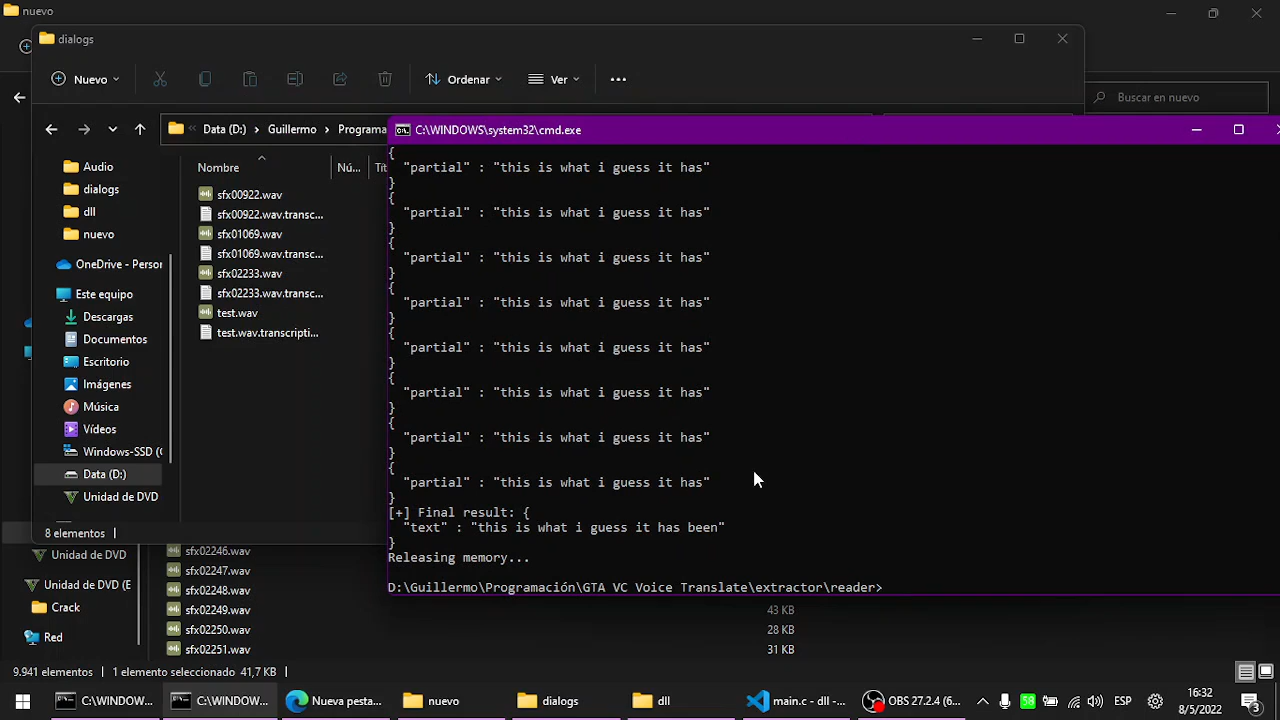 nuevo
dialogs
Nuevo
Ordenar
Ver
Buscar en nuevo
Data (D:)
Guillermo
Programa
C:\WINDOWS\system32\cmd.exe
Audio
dialogs
dll
nuevo
OneDrive - Person
Este equipo
Descargas
Documentos
Escritorio
Imágenes
Música
Vídeos
Windows-SSD (
Data (D:)
Unidad de DVD
Nombre
Nú...
Tít
sfx00922.wav
sfx00922.wav.transc...
sfx01069.wav
sfx01069.wav.transc...
sfx02233.wav
sfx02233.wav.transc...
test.wav
test.wav.transcripti...
8 elementos
{
"partial" : "this is what i guess it has"
}
{
"partial" : "this is what i guess it has"
}
{
"partial" : "this is what i guess it has"
}
{
"partial" : "this is what i guess it has"
}
{
"partial" : "this is what i guess it has"
}
{
"partial" : "this is what i guess it has"
}
{
"partial" : "this is what i guess it has"
}
{
"partial" : "this is what i guess it has"
}
[+] Final result: {
"text" : "this is what i guess it has been"
}
Releasing memory...
D:\Guillermo\Programación\GTA VC Voice Translate\extractor\reader>
Unidad de DVD
Unidad de DVD (E
Crack
Red
sfx02246.wav
sfx02247.wav
sfx02248.wav
sfx02249.wav
43 KB
sfx02250.wav
28 KB
sfx02251.wav
31 KB
9.941 elementos
1 elemento seleccionado 41,7 KB
C:\WINDOW...
C:\WINDOW...
Nueva pesta...
nuevo
dialogs
dll
main.c - dll -...
OBS 27.2.4 (6...
58
ESP
16:32
8/5/2022
3